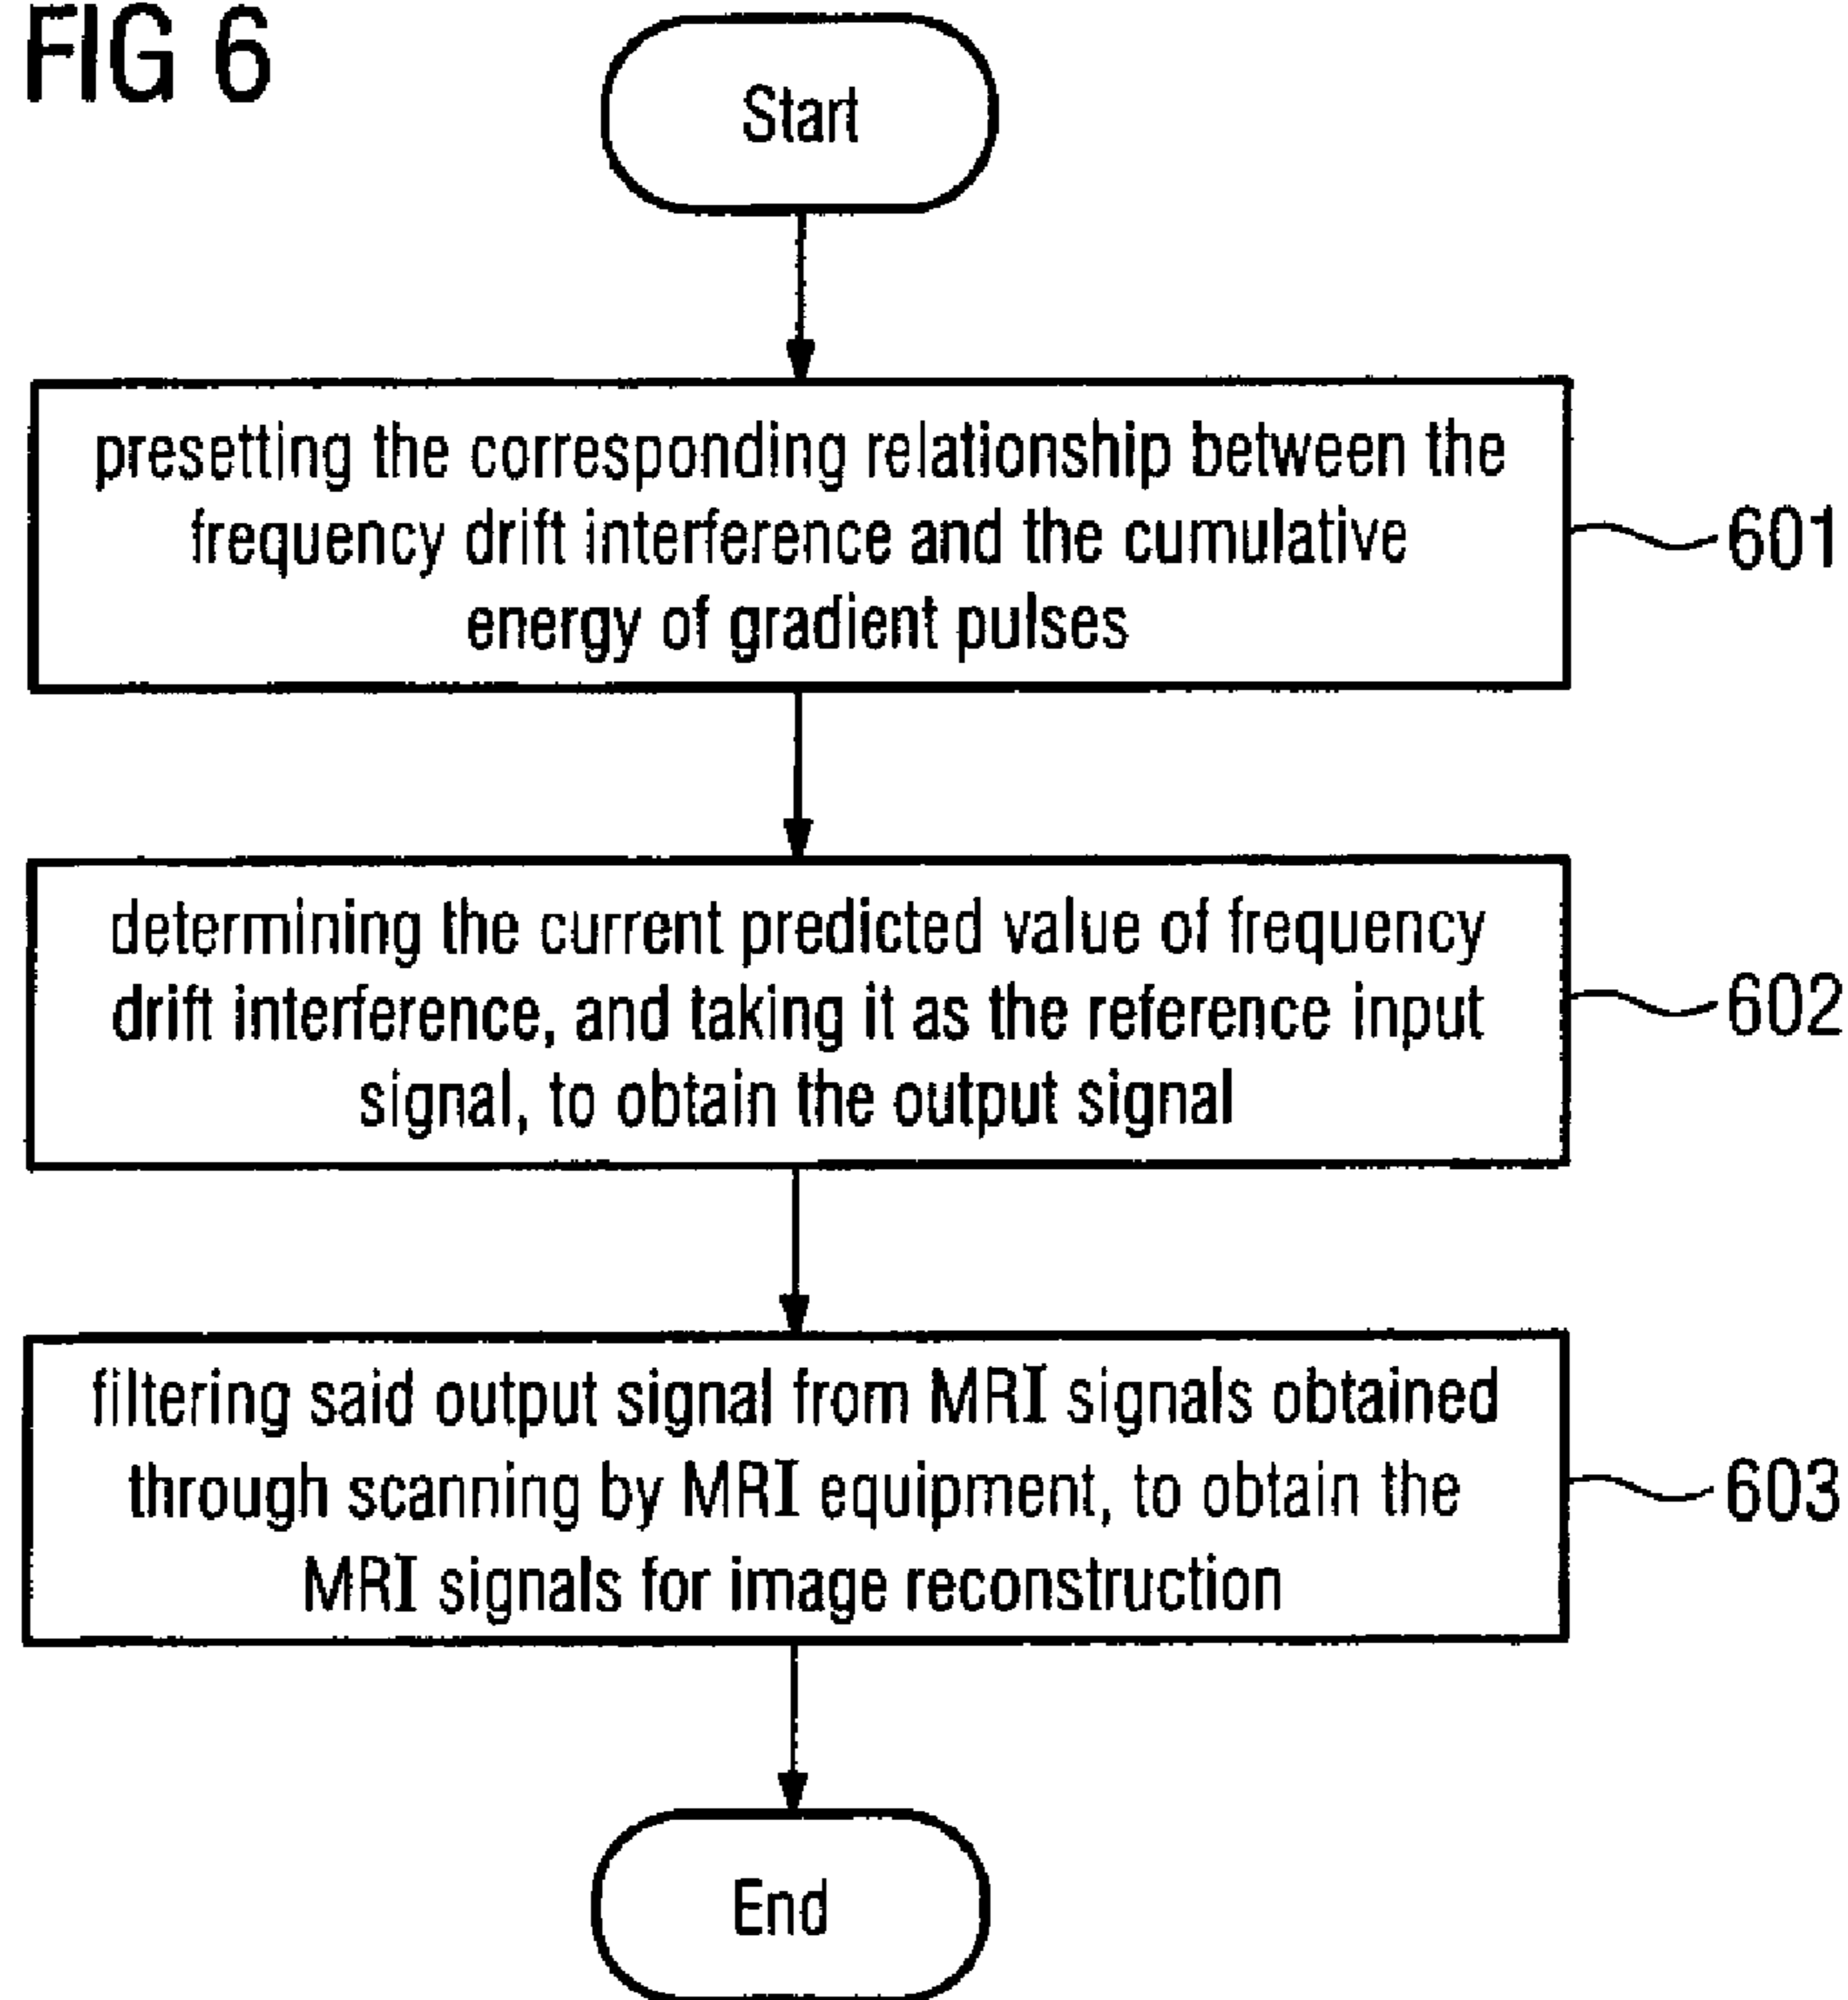 FIG 6
Start
presetting the corresponding relationship between the
frequency drift interference and the cumulative
energy of gradient pulses
601
determining the current predicted value of frequency
drift interference, and taking it as the reference input
signal, to obtain the output signal
602
filtering said output signal from MRI signals obtained
through scanning by MRI equipment, to obtain the
MRI signals for image reconstruction
603
End